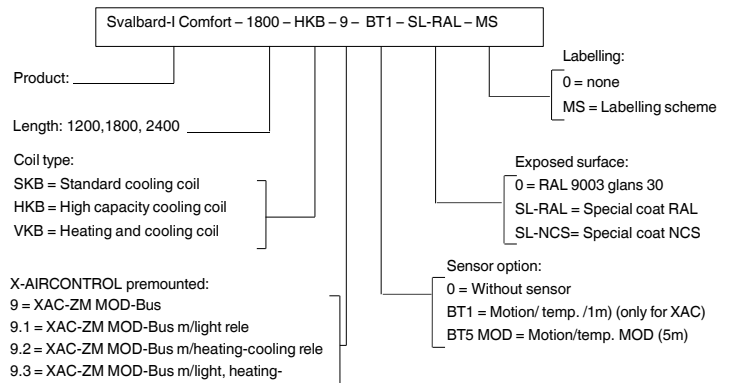 Svalbard-I Comfort – 1800 – HKB – 9 – BT1 – SL-RAL – MS
Product:
Length: 1200,1800, 2400
Coil type:
SKB = Standard cooling coil
HKB = High capacity cooling coil
VKB = Heating and cooling coil
X-AIRCONTROL premounted:
9 = XAC-ZM MOD-Bus
9.1 = XAC-ZM MOD-Bus m/light rele
9.2 = XAC-ZM MOD-Bus m/heating-cooling rele
9.3 = XAC-ZM MOD-Bus m/light, heating-
Labelling:
0 = none
MS = Labelling scheme
Exposed surface:
0 = RAL 9003 glans 30
SL-RAL = Special coat RAL
SL-NCS= Special coat NCS
Sensor option:
0 = Without sensor
BT1 = Motion/ temp. /1m) (only for XAC)
BT5 MOD = Motion/temp. MOD (5m)